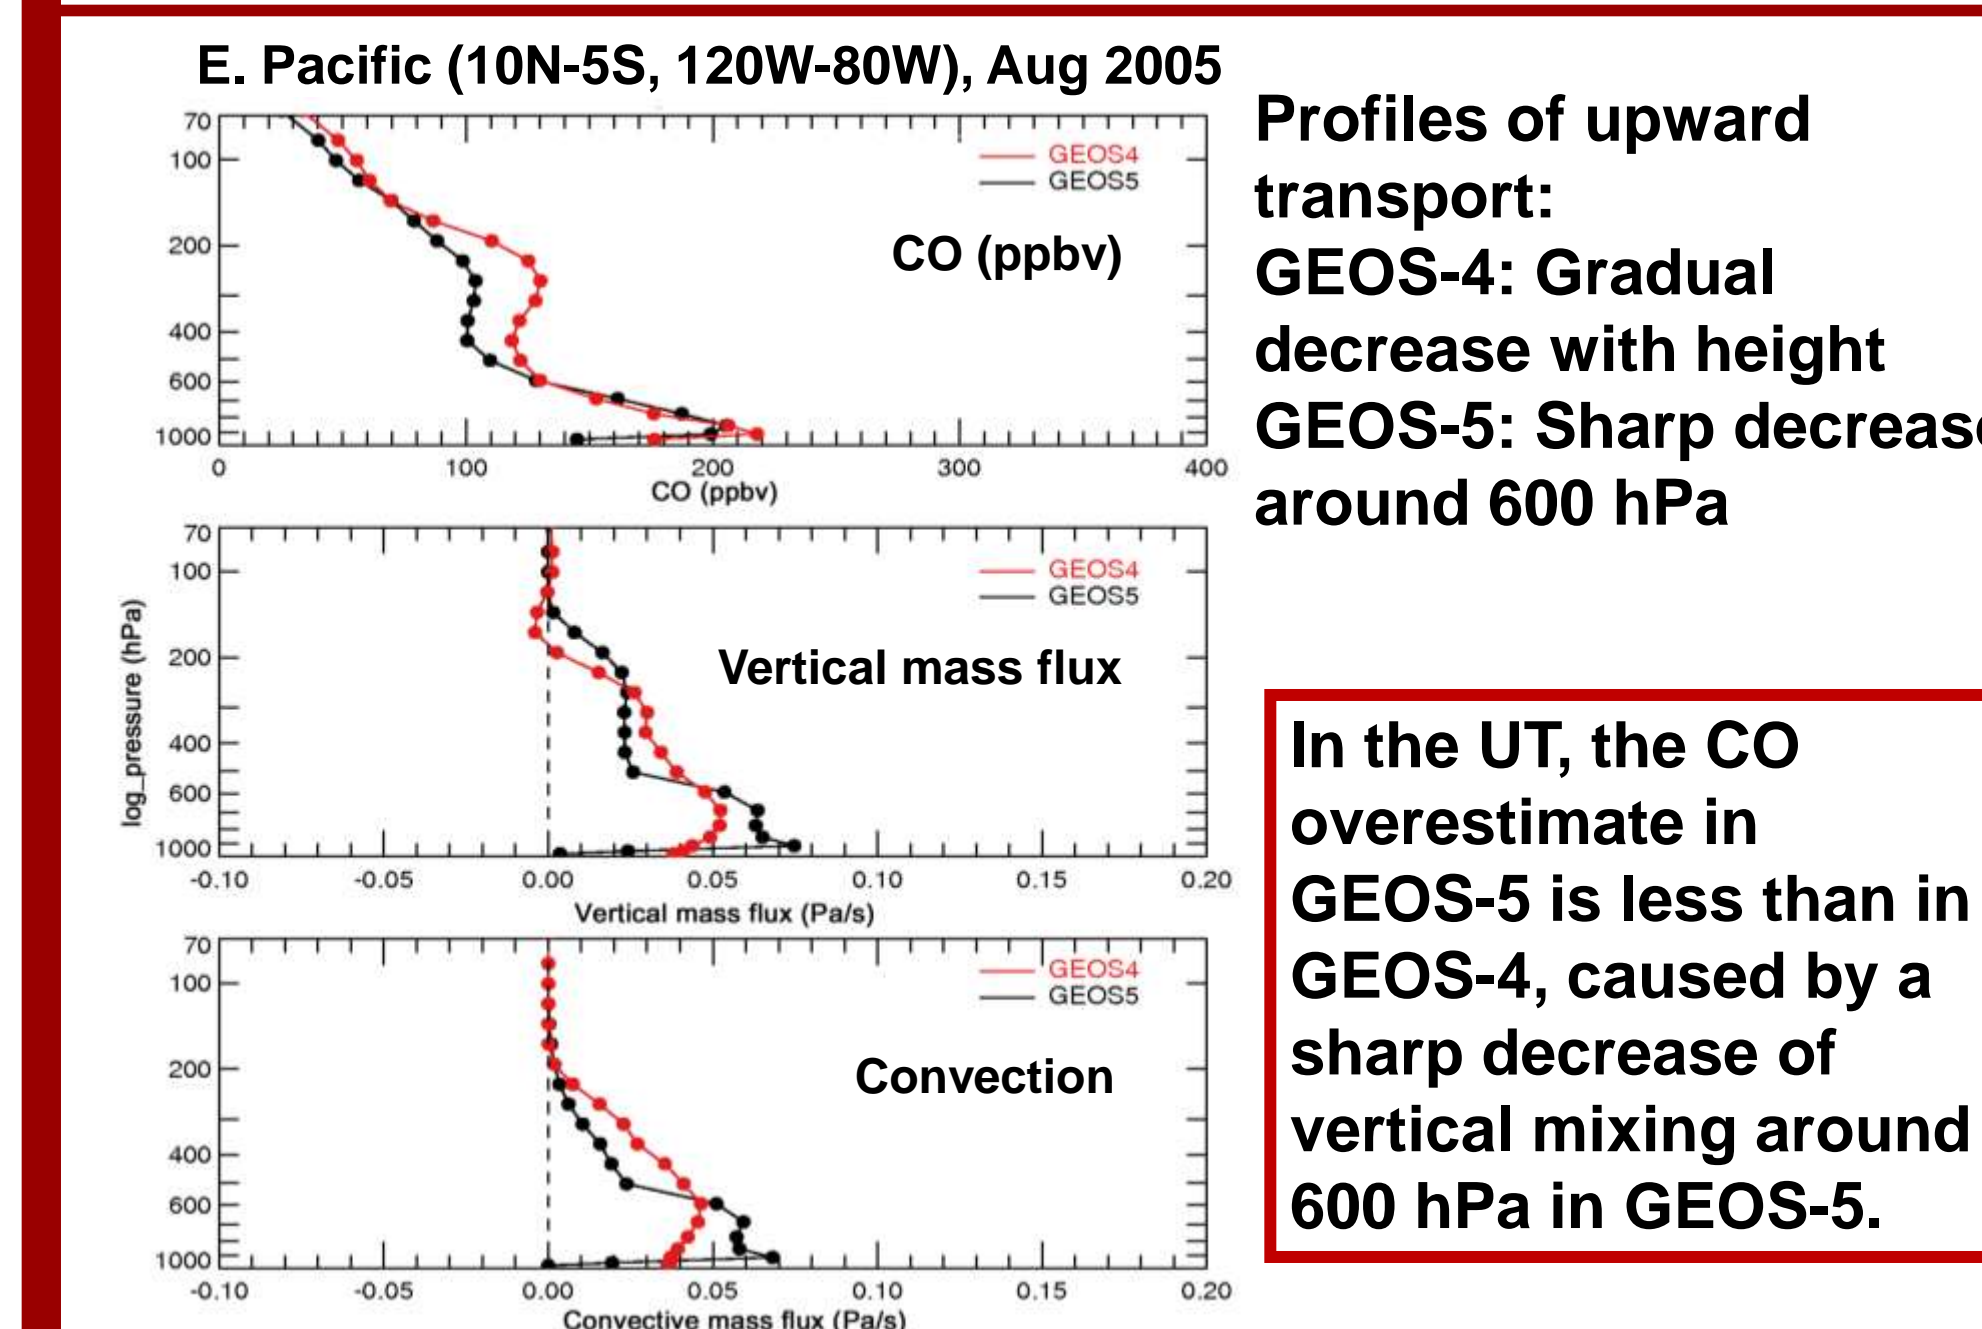 E. Pacific (10N-5S, 120W-80W), Aug 2005
70
100
200
400
600
1000
GEOS4
GEOS5
CO (ppbv)
0 100 200 300 400
CO (ppbv)
70
100
200
400
600
1000
log_pressure (hPa)
GEOS4
GEOS5
Vertical mass flux
-0.10 -0.05 0.00 0.05 0.10 0.15 0.20
Vertical mass flux (Pa/s)
70
100
200
400
600
1000
GEOS4
GEOS5
Convection
-0.10 -0.05 0.00 0.05 0.10 0.15 0.20
Convective mass flux (Pa/s)
Profiles of upward
transport:
GEOS-4: Gradual
decrease with height
GEOS-5: Sharp decrease
around 600 hPa
In the UT, the CO
overestimate in
GEOS-5 is less than in
GEOS-4, caused by a
sharp decrease of
vertical mixing around
600 hPa in GEOS-5.